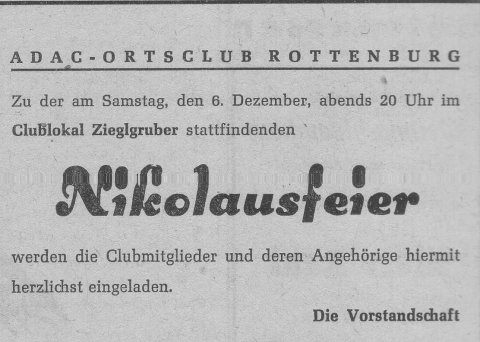 ADAC-ORTSCLUB ROTTENBURG
Zu der am Samstag, den 6. Dezember, abends 20 Uhr im
Clublokal Zieglgruber stattfindenden
Nikolausfeier
werden die Clubmitglieder und deren Angehörige hiermit
herzlichst eingeladen.
Die Vorstandschaft